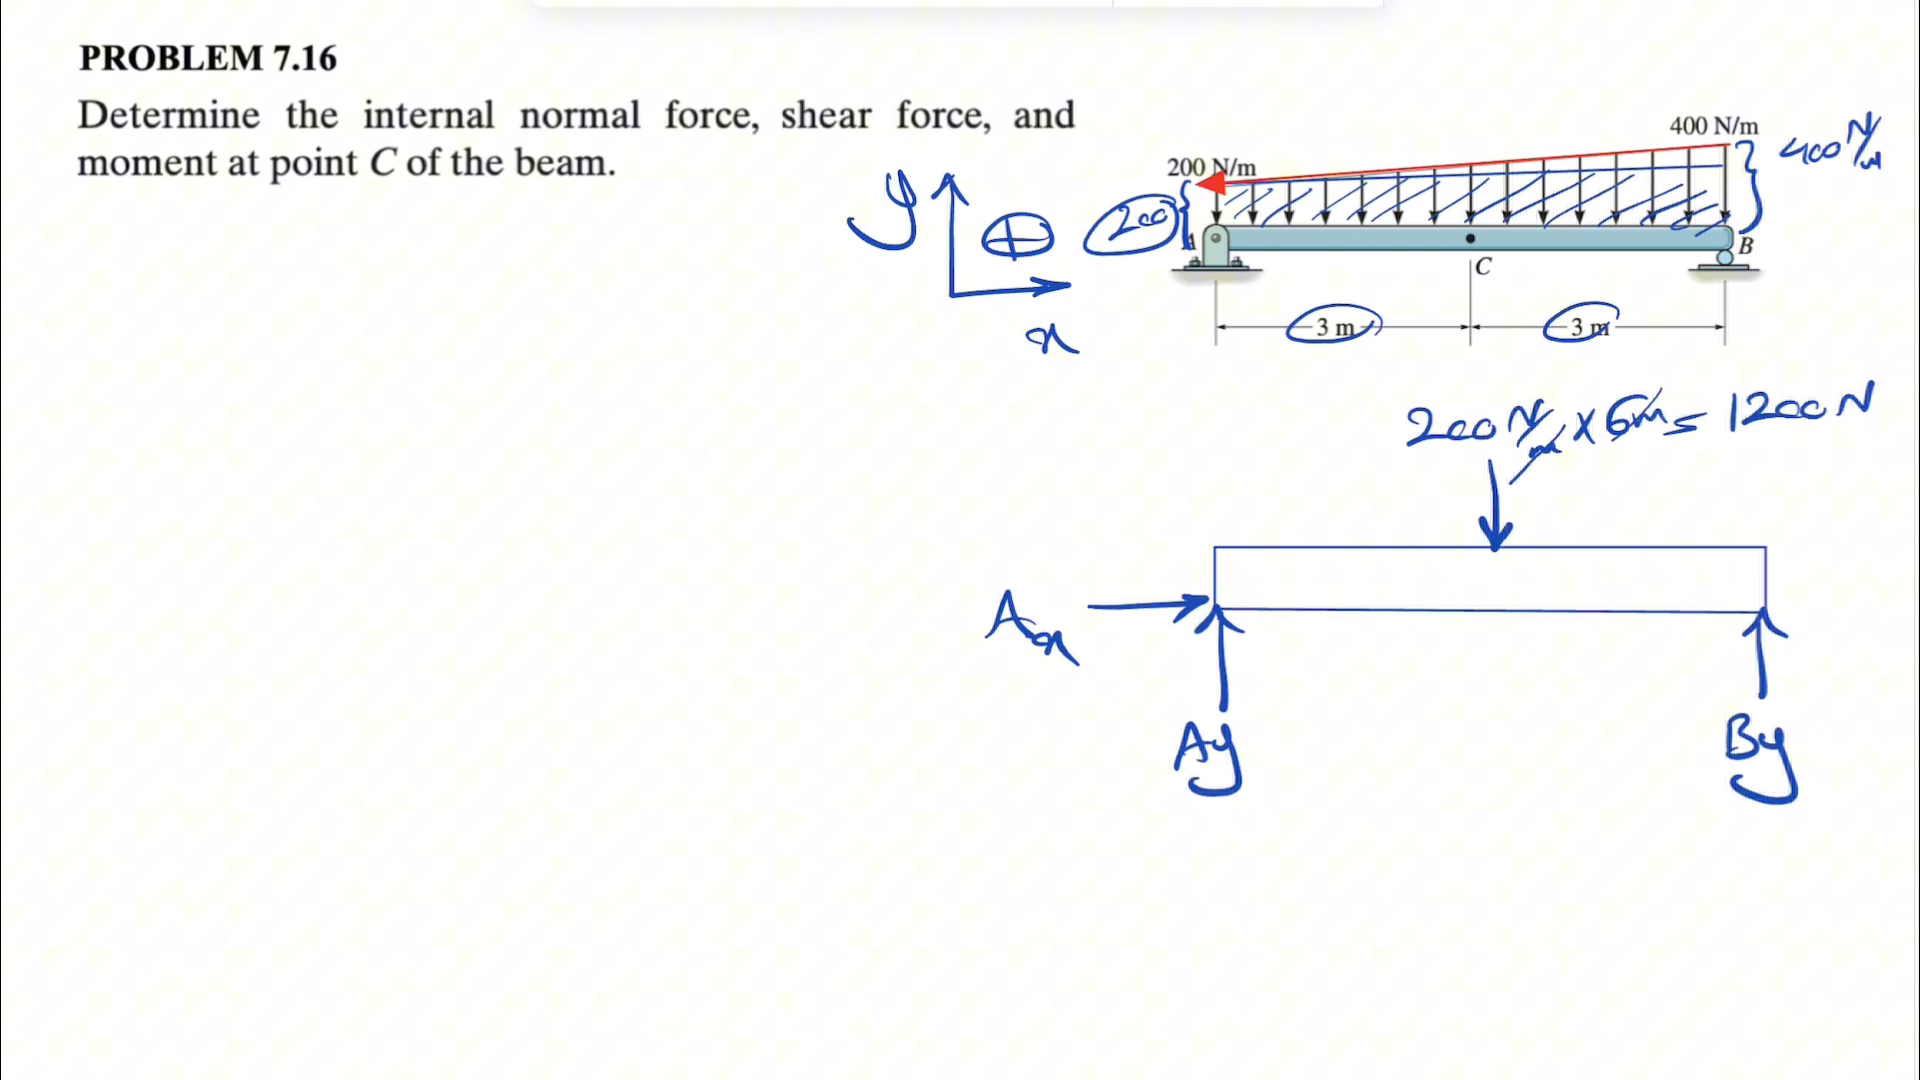 PROBLEM 7.16
Determine the internal normal force, shear force, and
moment at point C of the beam.
400 N/m
400 N/m
200 N/m
y
200
A
B
C
x
3 m
3 m
200 N/m x 6m = 1200N
Ax
Ay
By